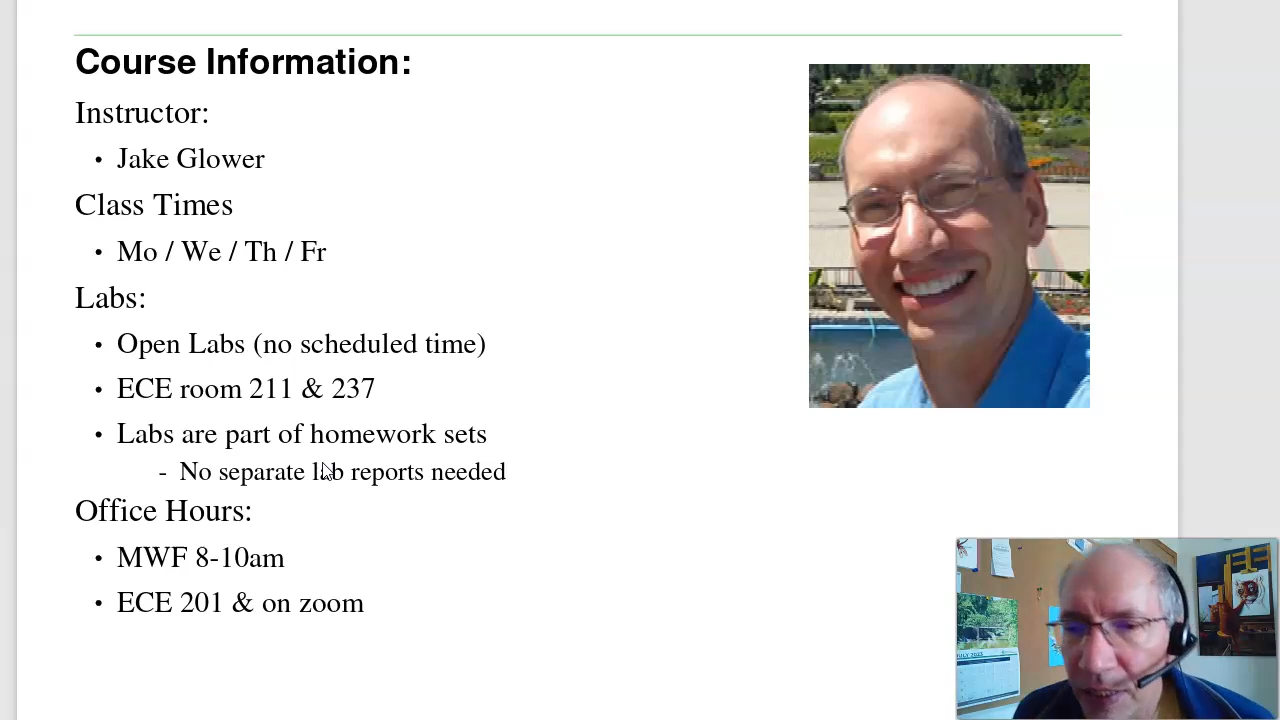 Course Information:
Instructor:
• Jake Glower
Class Times
• Mo / We / Th / Fr
Labs:
• Open Labs (no scheduled time)
• ECE room 211 & 237
• Labs are part of homework sets
- No separate lab reports needed
Office Hours:
• MWF 8-10am
• ECE 201 & on zoom
JULY 2023